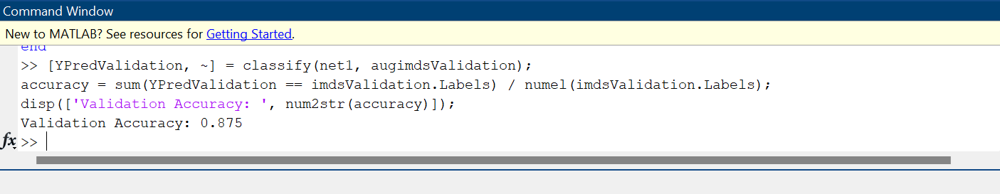 Command Window
New to MATLAB? See resources for Getting Started.
end
>> [YPredValidation, ~] = classify(net1, augimdsValidation);
accuracy = sum(YPredValidation == imdsValidation.Labels) / numel(imdsValidation.Labels);
disp(['Validation Accuracy: ', num2str(accuracy)]);
Validation Accuracy: 0.875
fx >>